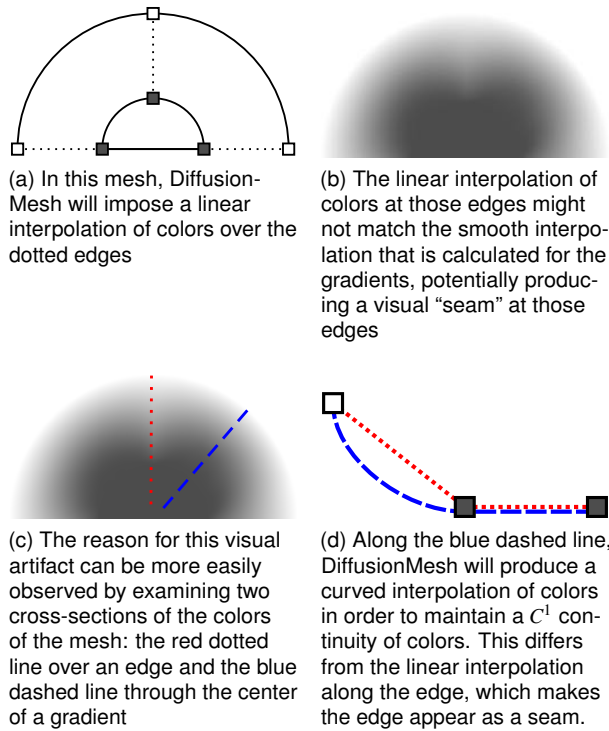 (a) In this mesh, Diffusion-
Mesh will impose a linear
interpolation of colors over the
dotted edges
(b) The linear interpolation of
colors at those edges might
not match the smooth interpo-
lation that is calculated for the
gradients, potentially produc-
ing a visual “seam” at those
edges
(c) The reason for this visual
artifact can be more easily
observed by examining two
cross-sections of the colors
of the mesh: the red dotted
line over an edge and the blue
dashed line through the center
of a gradient
(d) Along the blue dashed line,
DiffusionMesh will produce a
curved interpolation of colors
in order to maintain a C¹ con-
tinuity of colors. This differs
from the linear interpolation
along the edge, which makes
the edge appear as a seam.